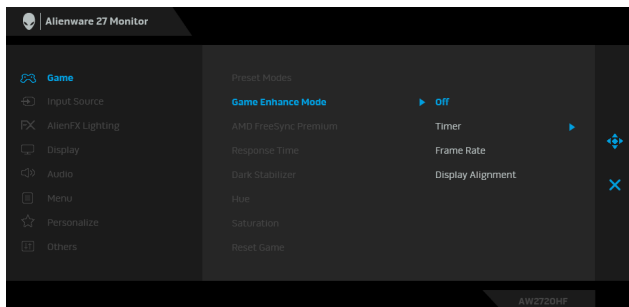 Alienware 27 Monitor
Game
Input Source
AlienFX Lighting
Display
Audio
Menu
Personalize
Others
Preset Modes
Game Enhance Mode
AMD FreeSync Premium
Response Time
Dark Stabilizer
Hue
Saturation
Reset Game
Off
Timer
Frame Rate
Display Alignment
AW2720HF